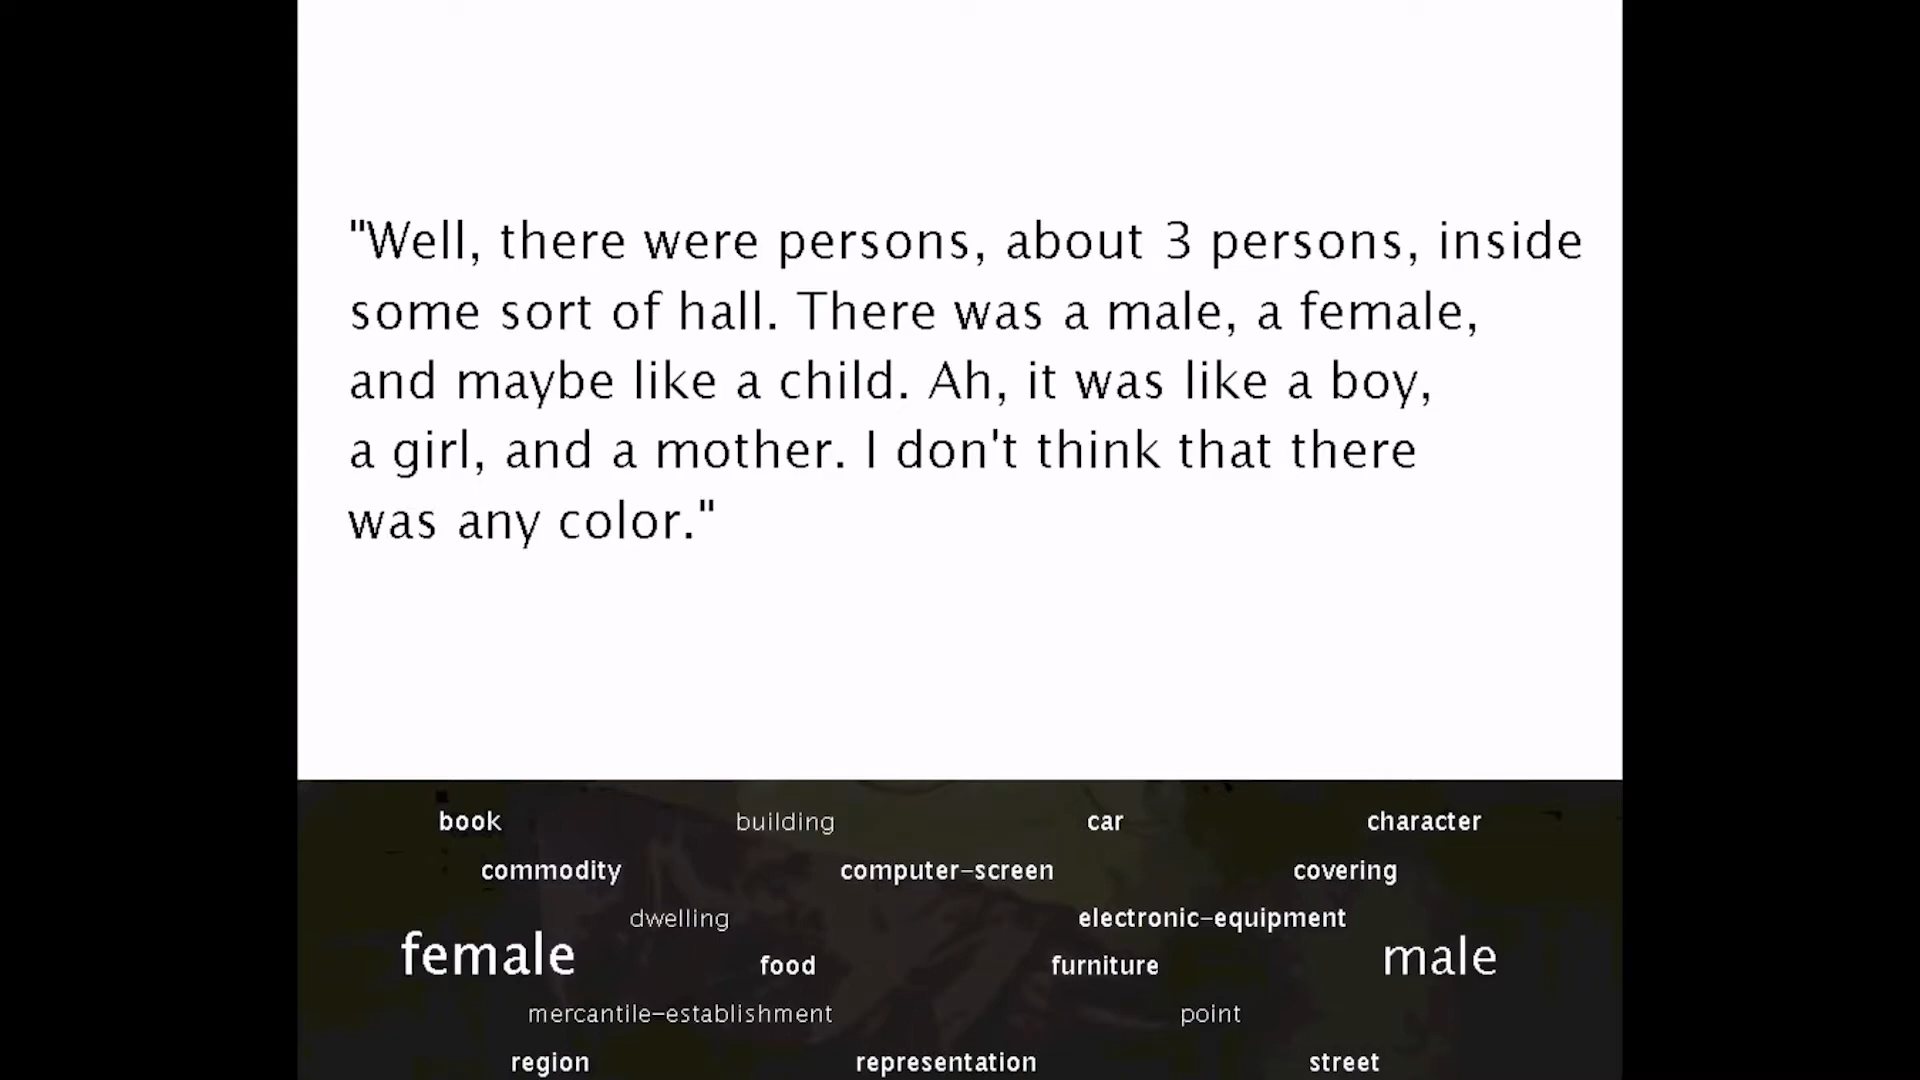 "Well, there were persons, about 3 persons, inside
some sort of hall. There was a male, a female,
and maybe like a child. Ah, it was like a boy,
a girl, and a mother. I don't think that there
was any color."
book building car character
commodity computer-screen covering
dwelling electronic-equipment
female food furniture male
mercantile-establishment point
region representation street